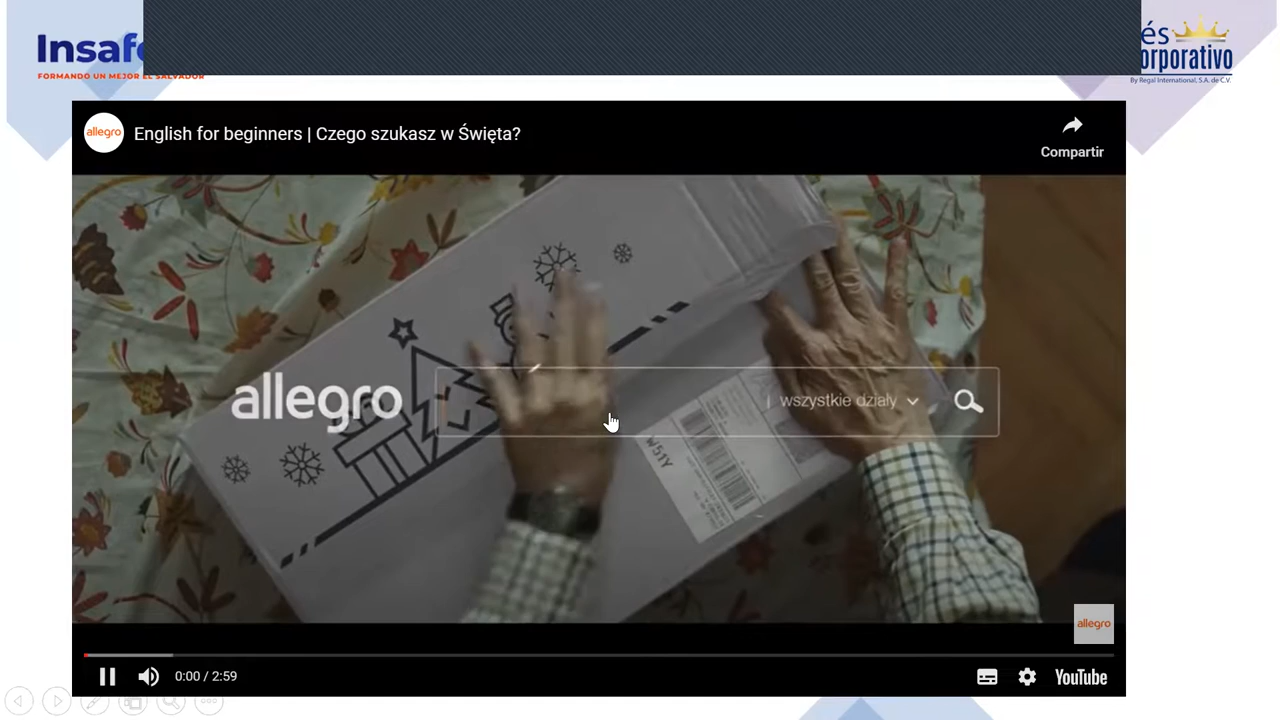 Insafo
FORMANDO UN MEJOR EL SALVADOR
és
orporativo
By Regal International, S.A. de C.V.
allegro
English for beginners | Czego szukasz w Święta?
Compartir
allegro
wszystkie działy
W51Y
allegro
0:00 / 2:59
YouTube